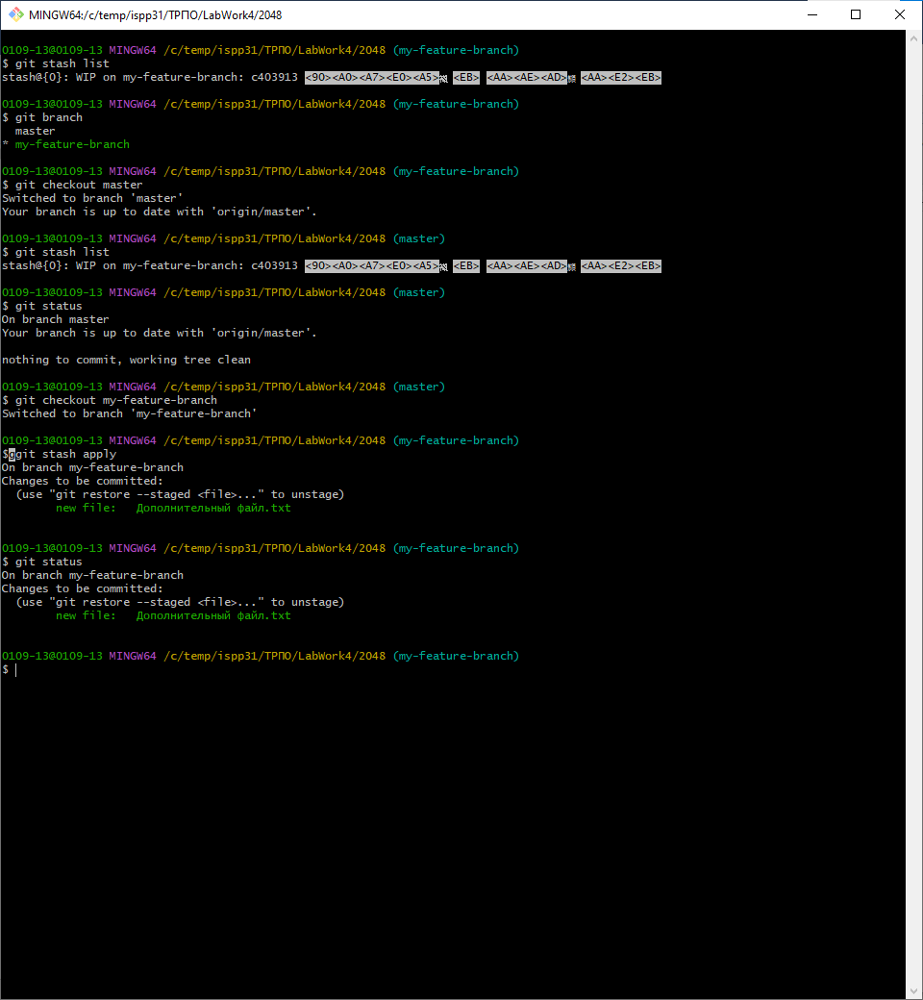 MINGW64:/c/temp/ispp31/ТРПО/LabWork4/2048
0109-13@0109-13 MINGW64 /c/temp/ispp31/ТРПО/LabWork4/2048 (my-feature-branch)
$ git stash list
stash@{0}: WIP on my-feature-branch: c403913 <90><A0><A7><E0><A5> <EB> <AA><AE><AD> <AA><E2><EB>
0109-13@0109-13 MINGW64 /c/temp/ispp31/ТРПО/LabWork4/2048 (my-feature-branch)
$ git branch
master
* my-feature-branch
0109-13@0109-13 MINGW64 /c/temp/ispp31/ТРПО/LabWork4/2048 (my-feature-branch)
$ git checkout master
Switched to branch 'master'
Your branch is up to date with 'origin/master'.
0109-13@0109-13 MINGW64 /c/temp/ispp31/ТРПО/LabWork4/2048 (master)
$ git stash list
stash@{0}: WIP on my-feature-branch: c403913 <90><A0><A7><E0><A5> <EB> <AA><AE><AD> <AA><E2><EB>
0109-13@0109-13 MINGW64 /c/temp/ispp31/ТРПО/LabWork4/2048 (master)
$ git status
On branch master
Your branch is up to date with 'origin/master'.
nothing to commit, working tree clean
0109-13@0109-13 MINGW64 /c/temp/ispp31/ТРПО/LabWork4/2048 (master)
$ git checkout my-feature-branch
Switched to branch 'my-feature-branch'
0109-13@0109-13 MINGW64 /c/temp/ispp31/ТРПО/LabWork4/2048 (my-feature-branch)
$ggit stash apply
On branch my-feature-branch
Changes to be committed:
(use "git restore --staged <file>..." to unstage)
new file:   Дополнительный файл.txt
0109-13@0109-13 MINGW64 /c/temp/ispp31/ТРПО/LabWork4/2048 (my-feature-branch)
$ git status
On branch my-feature-branch
Changes to be committed:
(use "git restore --staged <file>..." to unstage)
new file:   Дополнительный файл.txt
0109-13@0109-13 MINGW64 /c/temp/ispp31/ТРПО/LabWork4/2048 (my-feature-branch)
$